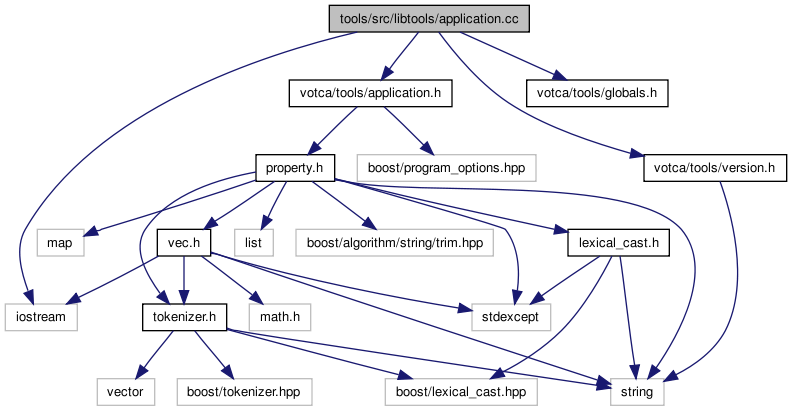 tools/src/libtools/application.cc
votca/tools/application.h
votca/tools/globals.h
property.h
boost/program_options.hpp
votca/tools/version.h
map
vec.h
list
boost/algorithm/string/trim.hpp
lexical_cast.h
iostream
tokenizer.h
math.h
stdexcept
vector
boost/tokenizer.hpp
boost/lexical_cast.hpp
string